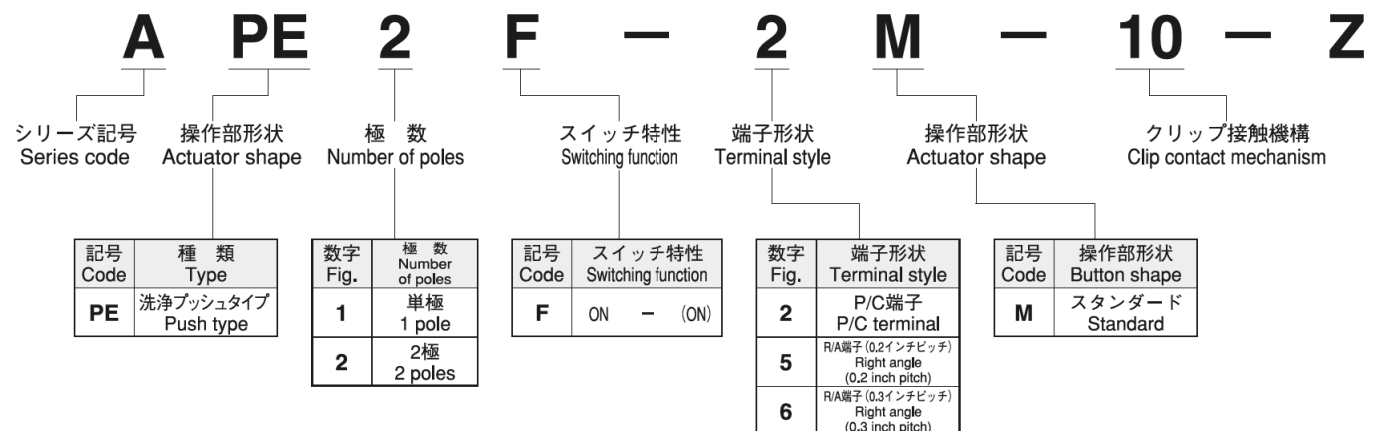 A PE 2 F － 2 M － 10 － Z
シリーズ記号
Series code
操作部形状
Actuator shape
極　数
Number of poles
スイッチ特性
Switching function
端子形状
Terminal style
操作部形状
Actuator shape
クリップ接触機構
Clip contact mechanism
記号 種　類
Code Type
PE 洗浄プッシュタイプ
Push type
数字 極　数
Fig. Number
of poles
1 単極
1 pole
2 2極
2 poles
記号 スイッチ特性
Code Switching function
F ON － (ON)
数字 端子形状
Fig. Terminal style
2 P/C端子
P/C terminal
5 R/A端子(0.2インチピッチ)
Right angle
(0.2 inch pitch)
6 R/A端子(0.3インチピッチ)
Right angle
(0.3 inch pitch)
記号 操作部形状
Code Button shape
M スタンダード
Standard